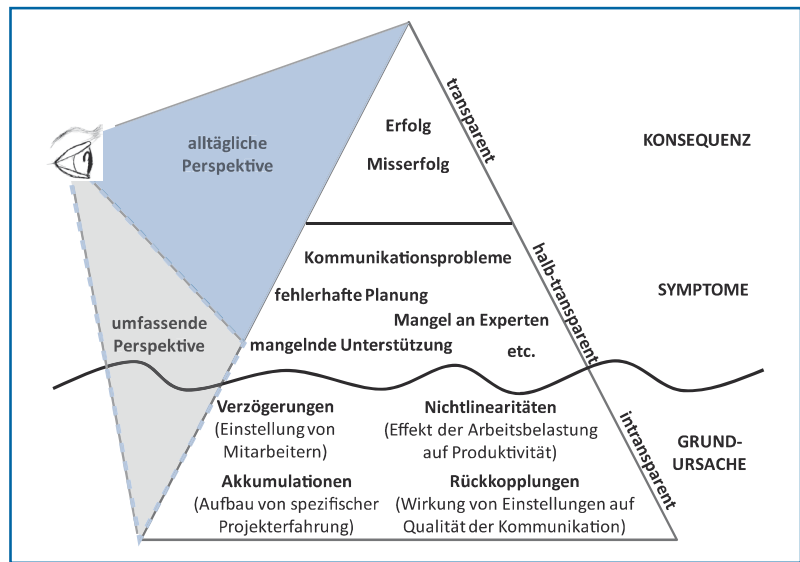 alltägliche
Perspektive
Erfolg
Misserfolg
transparent
KONSEQUENZ
Kommunikationsprobleme
fehlerhafte Planung
Mangel an Experten
mangelnde Unterstützung
etc.
halb-transparent
SYMPTOME
umfassende
Perspektive
Verzögerungen
(Einstellung von
Mitarbeitern)
Nichtlinearitäten
(Effekt der Arbeitsbelastung
auf Produktivität)
Akkumulationen
(Aufbau von spezifischer
Projekterfahrung)
Rückkopplungen
(Wirkung von Einstellungen auf
Qualität der Kommunikation)
intransparent
GRUND-
URSACHE